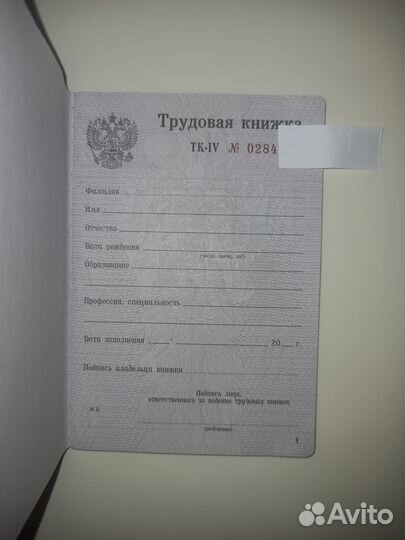 Трудовая книжка
ТК-IV № 0284
Фамилия
Имя
Отчество
Дата рождения
(число, месяц, год)
Образование
Профессия, специальность
Дата заполнения " " 20 г.
Подпись владельца книжки
Подпись лица,
ответственного за ведение трудовых книжек
М.П.
(разборчиво)
1
Avito